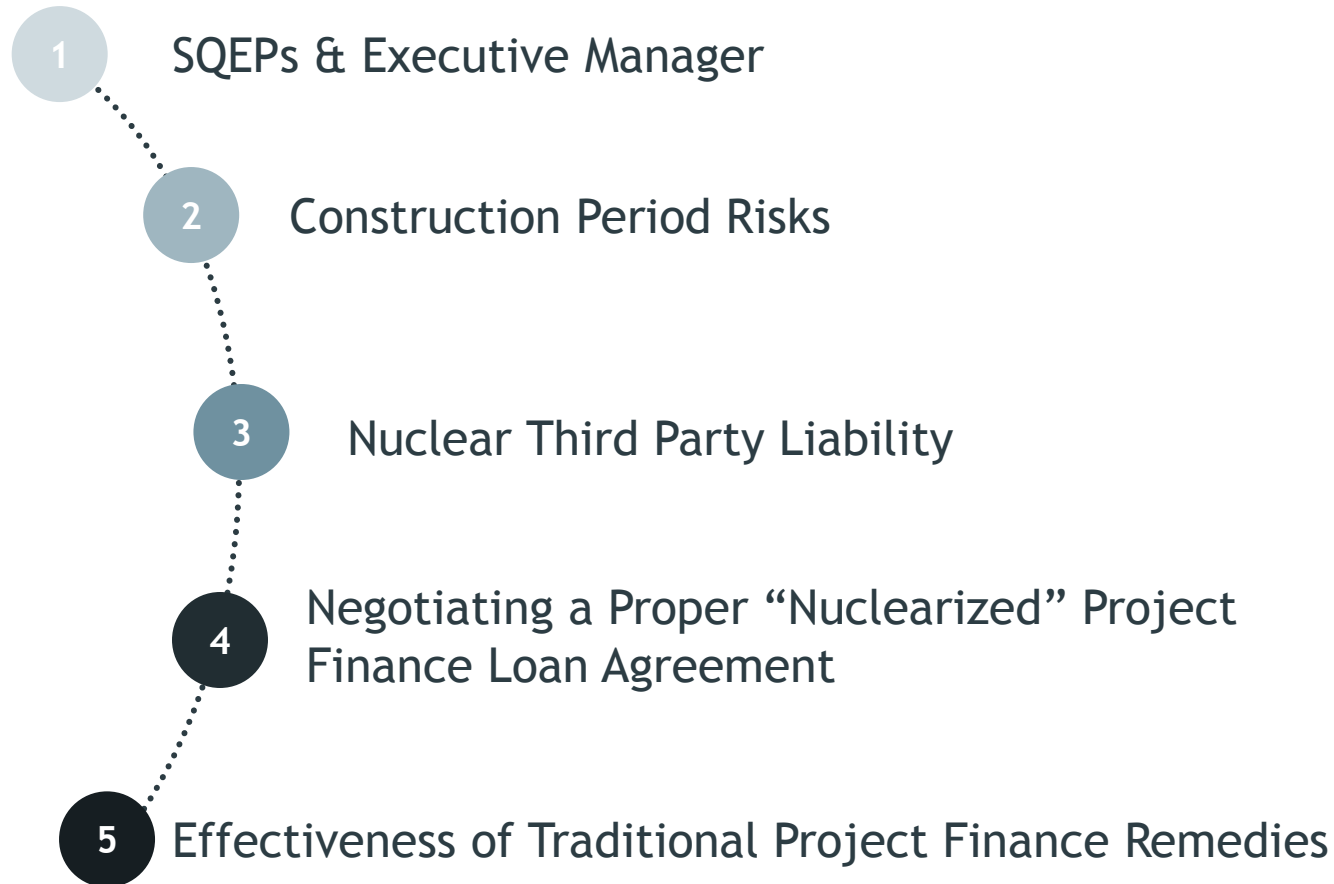 1 SQEPs & Executive Manager
2 Construction Period Risks
3 Nuclear Third Party Liability
4 Negotiating a Proper “Nuclearized” Project
Finance Loan Agreement
5 Effectiveness of Traditional Project Finance Remedies